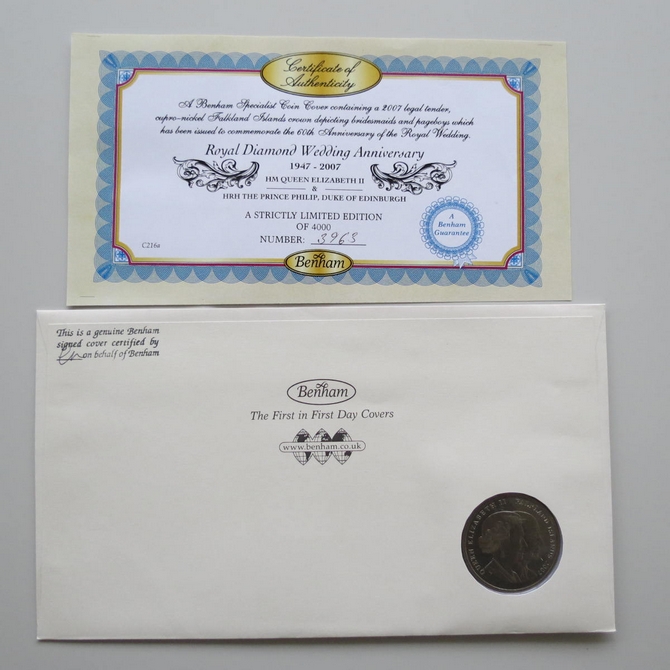 Certificate of
Authenticity
A Benham Specialist Coin Cover containing a 2007 legal tender,
cupro-nickel Falkland Islands crown depicting bridesmaids and pageboys which
has been issued to commemorate the 60th Anniversary of the Royal Wedding.
Royal Diamond Wedding Anniversary
1947 - 2007
HM QUEEN ELIZABETH II
&
HRH THE PRINCE PHILIP, DUKE OF EDINBURGH
A STRICTLY LIMITED EDITION
OF 4000
NUMBER: 3963
A
Benham
Guarantee
C216a
Benham
This is a genuine Benham
signed cover certified by
on behalf of Benham
Benham
The First in First Day Covers
www.benham.co.uk
QUEEN ELIZABETH II FALKLAND ISLANDS 2007